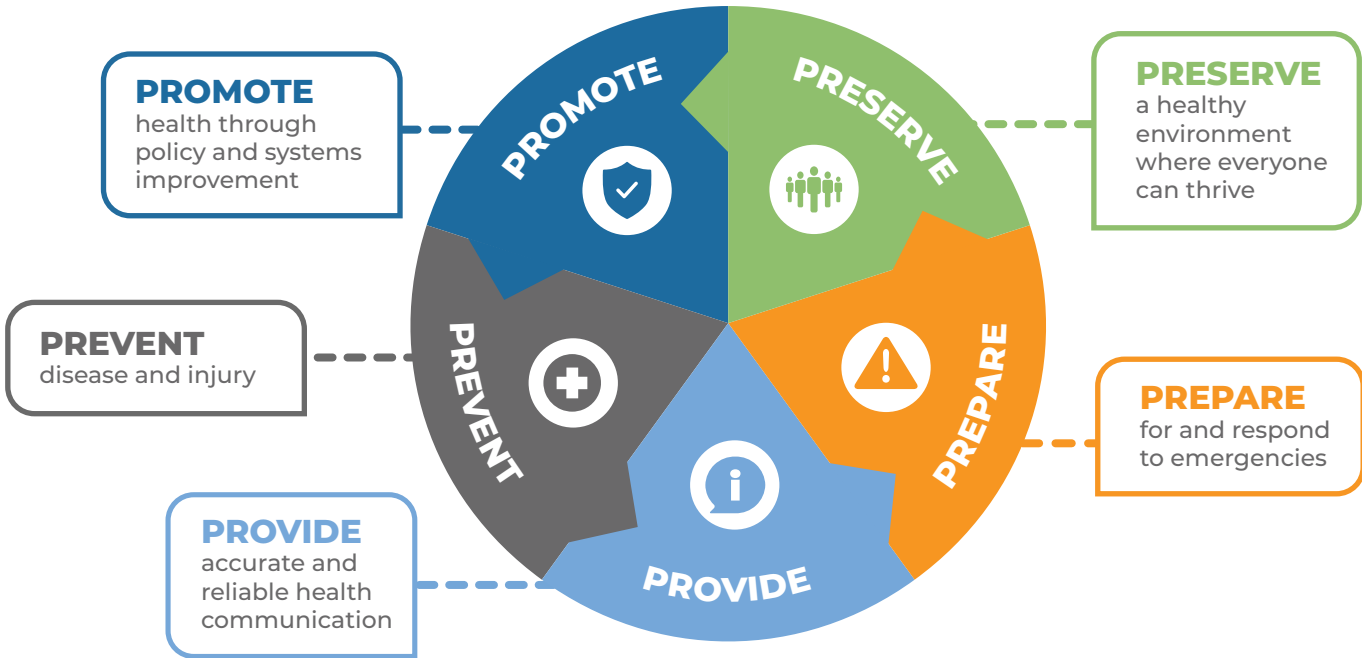 PROMOTE
health through
policy and systems
improvement
PRESERVE
a healthy
environment
where everyone
can thrive
PREVENT
disease and injury
PREPARE
for and respond
to emergencies
PROVIDE
accurate and
reliable health
communication
PROMOTE
PRESERVE
PREPARE
PROVIDE
PREVENT
i
!